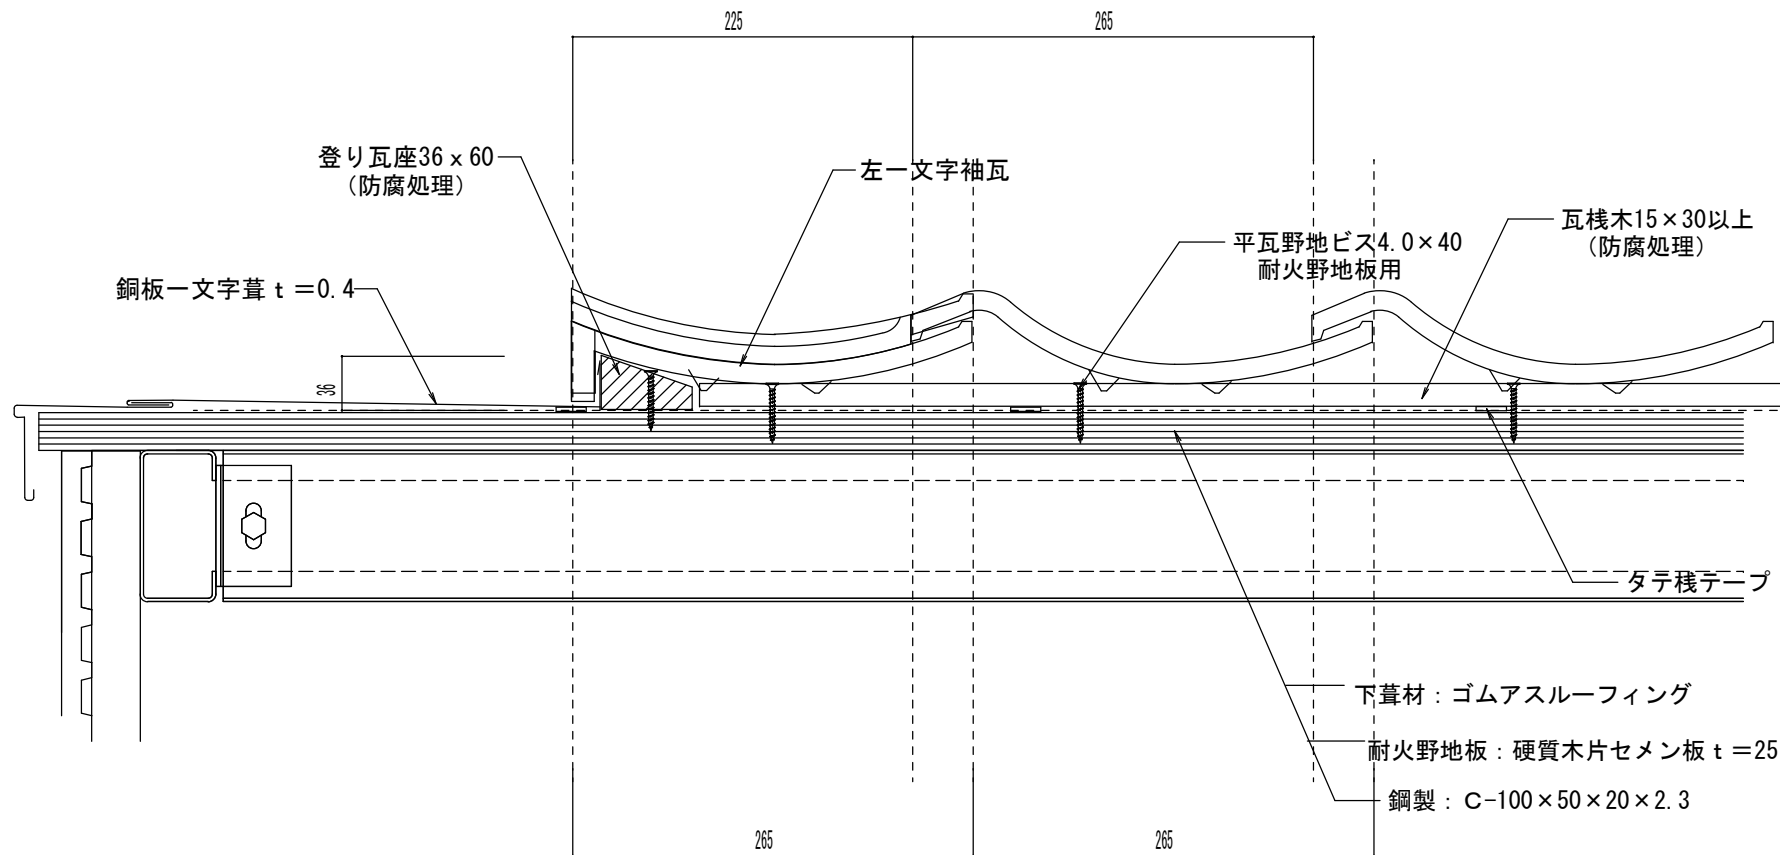 225
265
登り瓦座36ｘ60
(防腐処理)
左一文字袖瓦
平瓦野地ビス4.0×40
耐火野地板用
瓦桟木15×30以上
(防腐処理)
銅板一文字葺ｔ＝0.4
36
タテ桟テープ
下葺材：ゴムアスルーフィング
耐火野地板：硬質木片セメン板ｔ＝25
鋼製：C-100×50×20×2.3
265
265